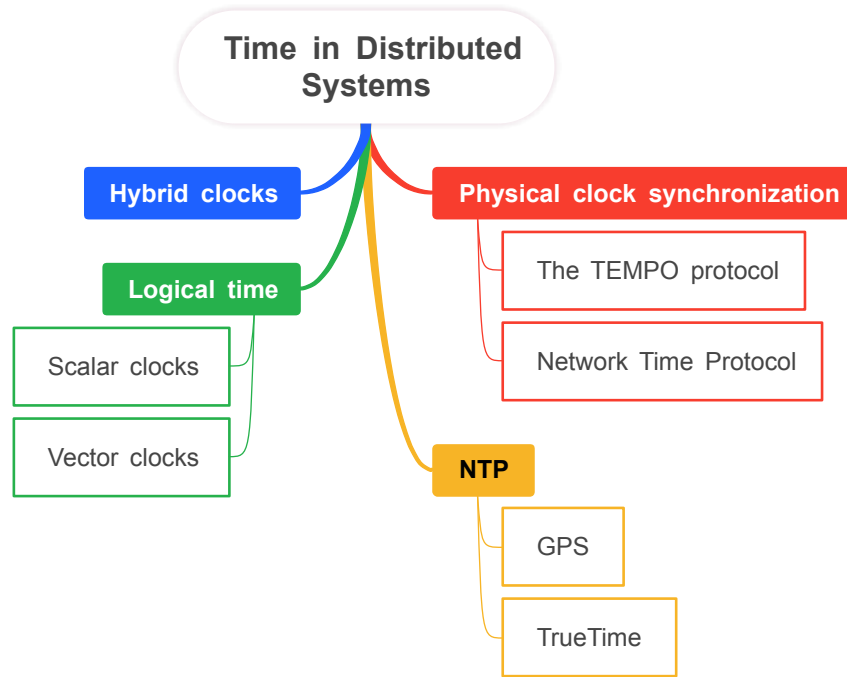 Time in Distributed
Systems
Hybrid clocks
Physical clock synchronization
The TEMPO protocol
Logical time
Network Time Protocol
Scalar clocks
Vector clocks
NTP
GPS
TrueTime